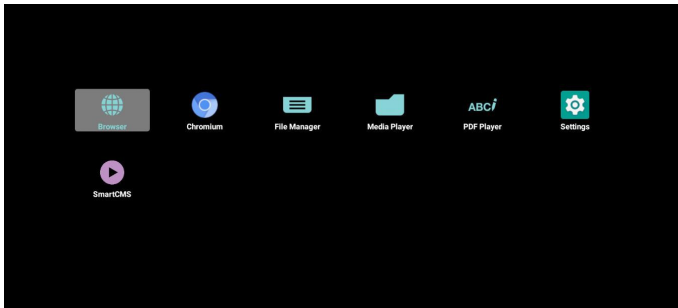 Browser
Chromium
File Manager
Media Player
ABCi
PDF Player
Settings
SmartCMS